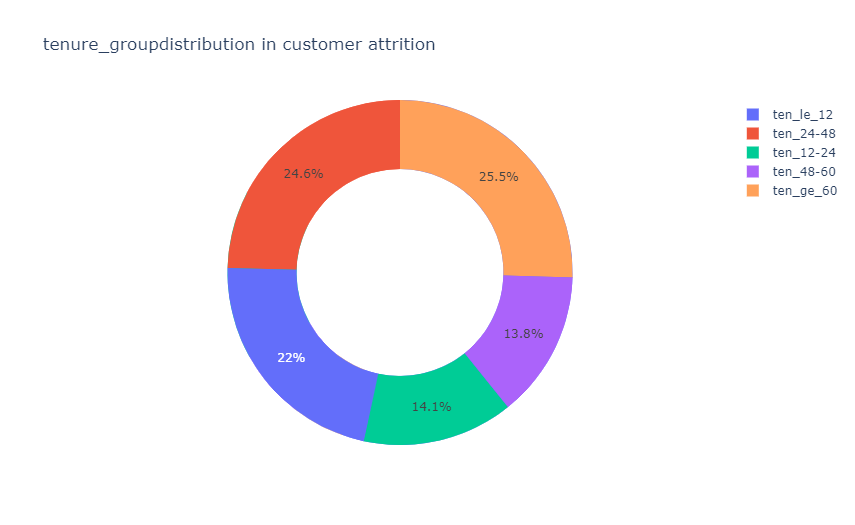 tenure_groupdistribution in customer attrition
ten_le_12
ten_24-48
ten_12-24
ten_48-60
ten_ge_60
24.6%
25.5%
13.8%
22%
14.1%